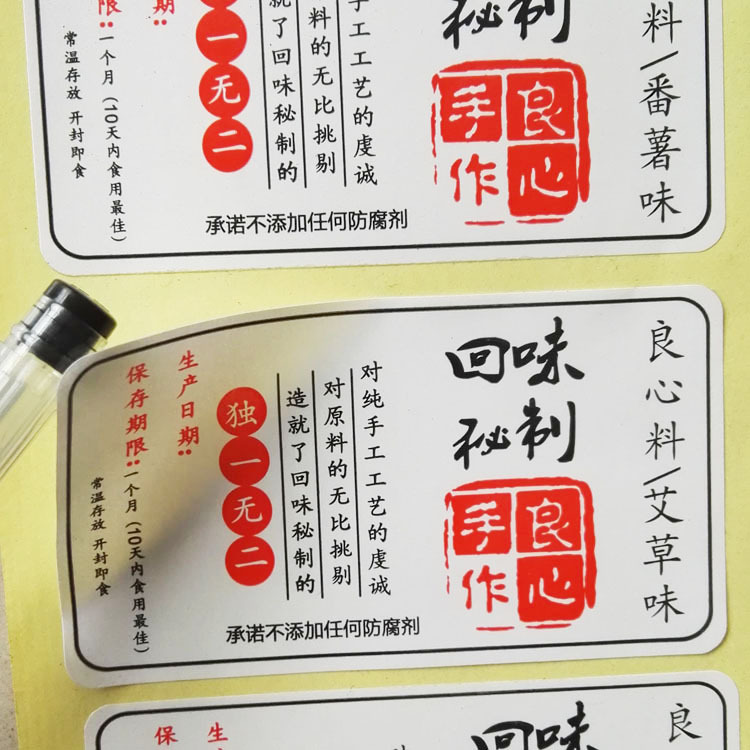 料/番薯味
秘制
良心
手作
手工工艺的虔诚
料的无比挑剔
就了回味秘制的
一无二
期:
限:一个月（10天内食用最佳）
常温存放 开封即食
承诺不添加任何防腐剂
良心料/艾草味
回味
秘制
良心
手作
对纯手工工艺的虔诚
对原料的无比挑剔
造就了回味秘制的
独一无二
生产日期:
保存期限:一个月（10天内食用最佳）
常温存放 开封即食
承诺不添加任何防腐剂
良
回味
生
保